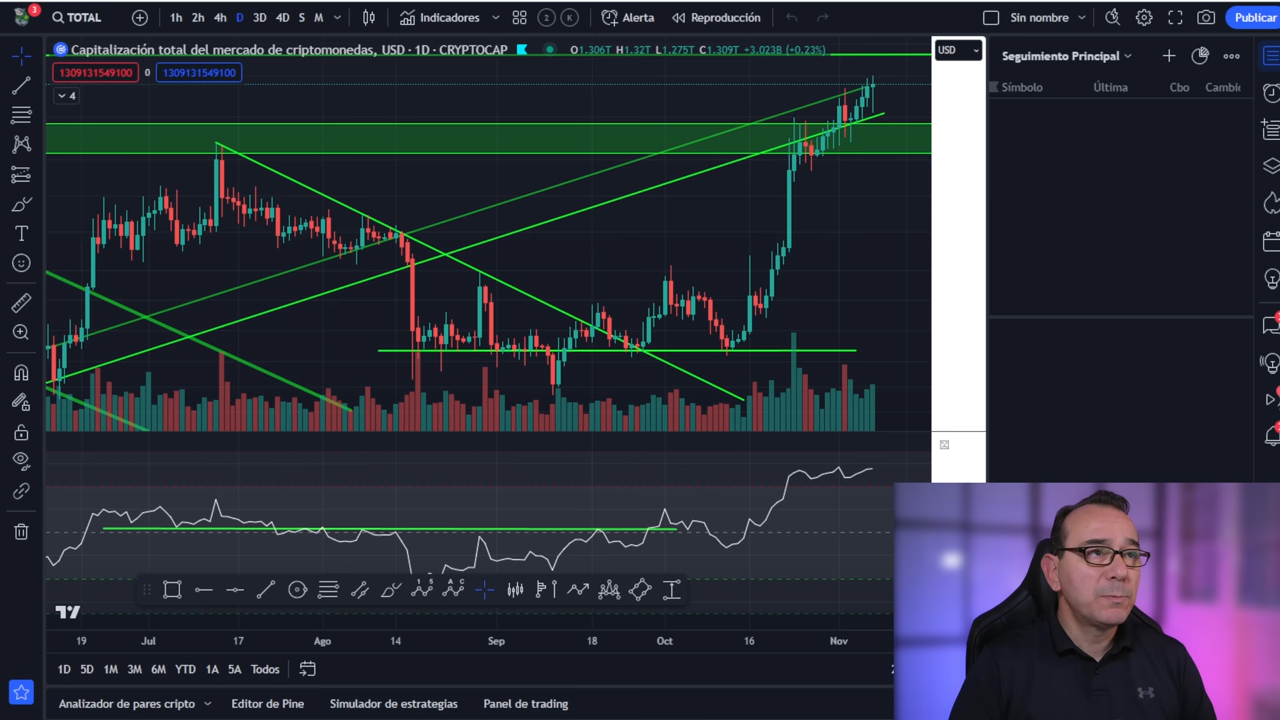 3
TOTAL
1h 2h 4h D 3D 4D S M
Indicadores
2
K
Alerta
Reproducción
Sin nombre
Publicar
Capitalización total del mercado de criptomonedas, USD · 1D · CRYPTOCAP
O1.306T H1.32T L1.275T C1.309T +3.023B (+0.23%)
USD
Seguimiento Principal
1309131549100
0
1309131549100
Símbolo
Última
Cbo
Cambic
4
19 Jul 17 Ago 14 Sep 18 Oct 16 Nov
1D 5D 1M 3M 6M YTD 1A 5A Todos
Analizador de pares cripto
Editor de Pine
Simulador de estrategias
Panel de trading